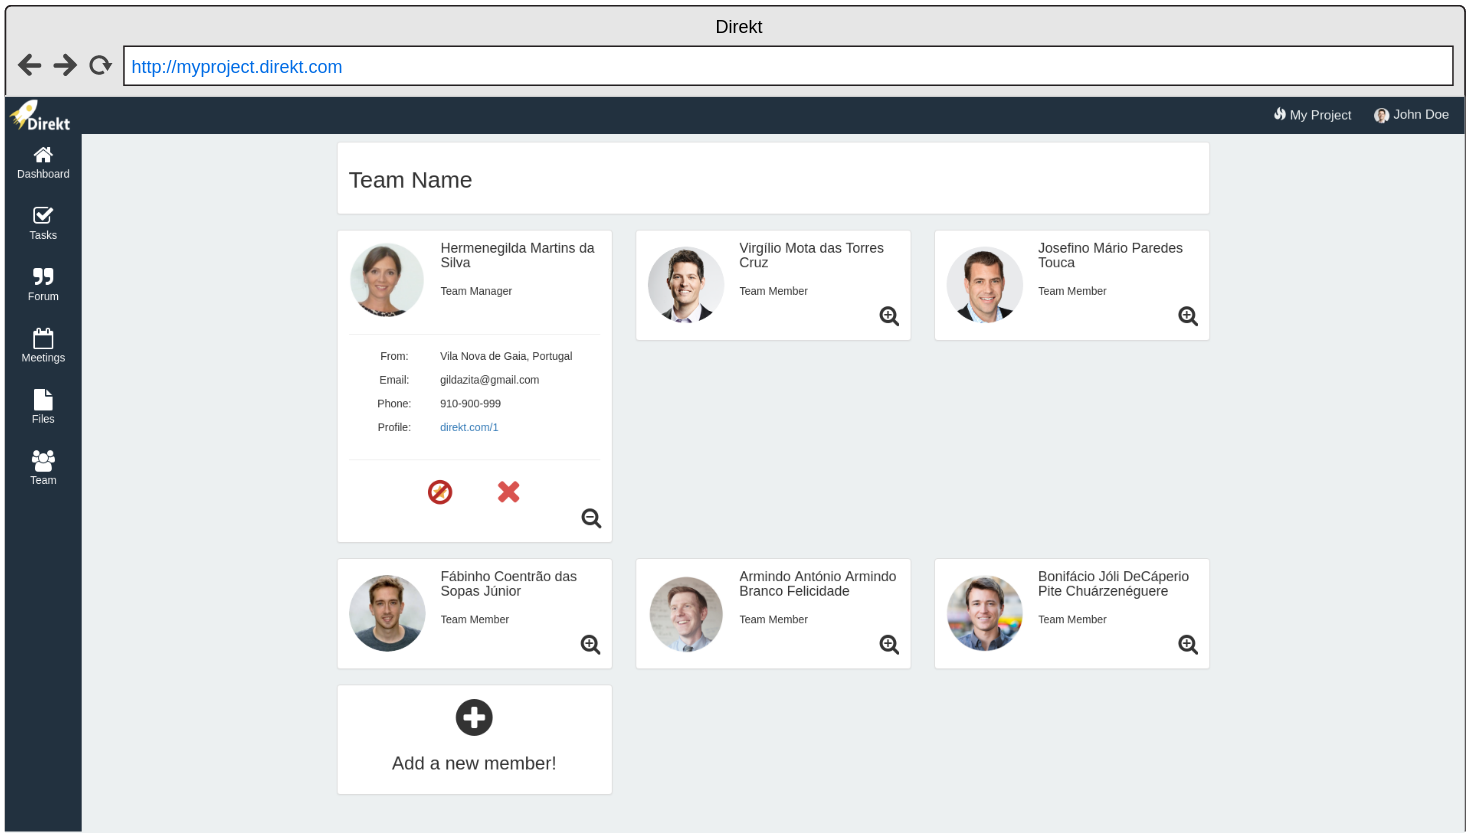 Direkt
http://myproject.direkt.com
Direkt
My Project
John Doe
Dashboard
Tasks
Forum
Meetings
Files
Team
Team Name
Hermenegilda Martins da
Silva
Team Manager
From: Vila Nova de Gaia, Portugal
Email: gildazita@gmail.com
Phone: 910-900-999
Profile: direkt.com/1
Virgílio Mota das Torres
Cruz
Team Member
Josefino Mário Paredes
Touca
Team Member
Fábinho Coentrão das
Sopas Júnior
Team Member
Armindo António Armindo
Branco Felicidade
Team Member
Bonifácio Jóli DeCáperio
Pite Chuárzenéguere
Team Member
Add a new member!